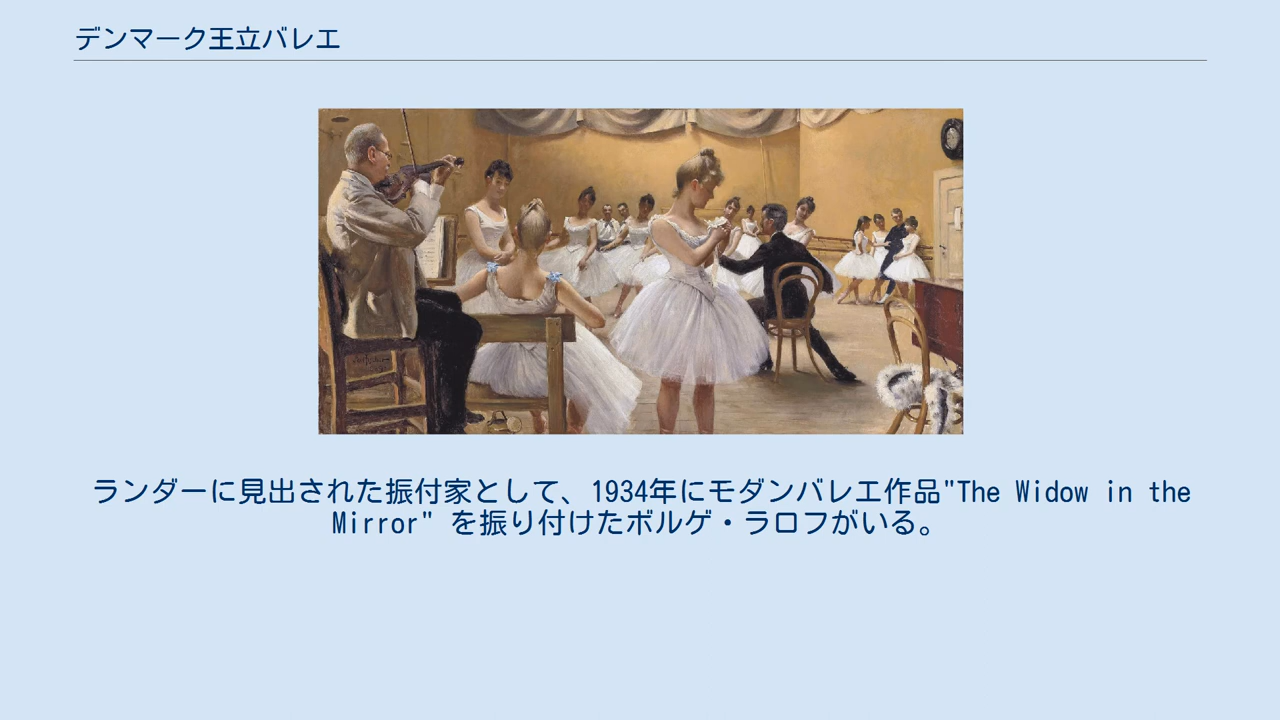 デンマーク王立バレエ
ランダーに見出された振付家として、1934年にモダンバレエ作品"The Widow in the
Mirror" を振り付けたボルゲ・ラロフがいる。